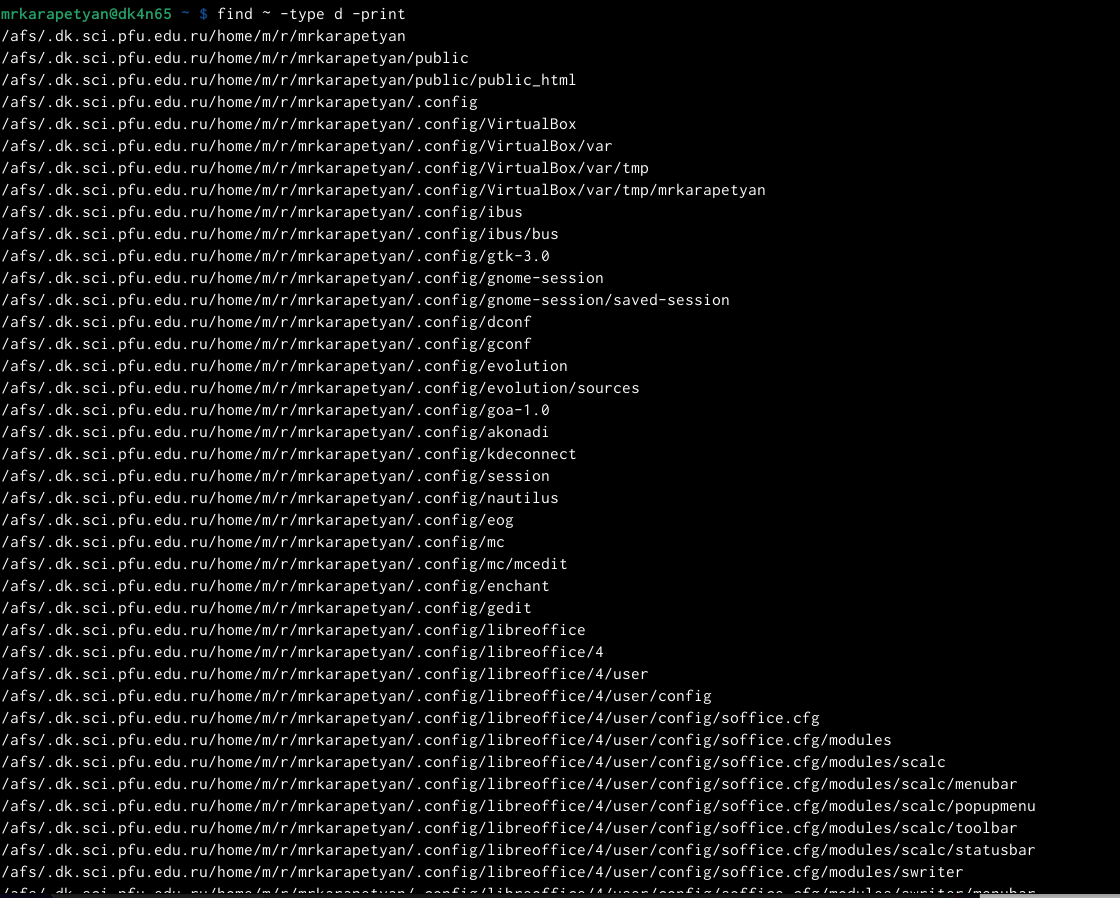 mrkarapetyan@dk4n65 ~ $ find ~ -type d -print
/afs/.dk.sci.pfu.edu.ru/home/m/r/mrkarapetyan
/afs/.dk.sci.pfu.edu.ru/home/m/r/mrkarapetyan/public
/afs/.dk.sci.pfu.edu.ru/home/m/r/mrkarapetyan/public/public_html
/afs/.dk.sci.pfu.edu.ru/home/m/r/mrkarapetyan/.config
/afs/.dk.sci.pfu.edu.ru/home/m/r/mrkarapetyan/.config/VirtualBox
/afs/.dk.sci.pfu.edu.ru/home/m/r/mrkarapetyan/.config/VirtualBox/var
/afs/.dk.sci.pfu.edu.ru/home/m/r/mrkarapetyan/.config/VirtualBox/var/tmp
/afs/.dk.sci.pfu.edu.ru/home/m/r/mrkarapetyan/.config/VirtualBox/var/tmp/mrkarapetyan
/afs/.dk.sci.pfu.edu.ru/home/m/r/mrkarapetyan/.config/ibus
/afs/.dk.sci.pfu.edu.ru/home/m/r/mrkarapetyan/.config/ibus/bus
/afs/.dk.sci.pfu.edu.ru/home/m/r/mrkarapetyan/.config/gtk-3.0
/afs/.dk.sci.pfu.edu.ru/home/m/r/mrkarapetyan/.config/gnome-session
/afs/.dk.sci.pfu.edu.ru/home/m/r/mrkarapetyan/.config/gnome-session/saved-session
/afs/.dk.sci.pfu.edu.ru/home/m/r/mrkarapetyan/.config/dconf
/afs/.dk.sci.pfu.edu.ru/home/m/r/mrkarapetyan/.config/gconf
/afs/.dk.sci.pfu.edu.ru/home/m/r/mrkarapetyan/.config/evolution
/afs/.dk.sci.pfu.edu.ru/home/m/r/mrkarapetyan/.config/evolution/sources
/afs/.dk.sci.pfu.edu.ru/home/m/r/mrkarapetyan/.config/goa-1.0
/afs/.dk.sci.pfu.edu.ru/home/m/r/mrkarapetyan/.config/akonadi
/afs/.dk.sci.pfu.edu.ru/home/m/r/mrkarapetyan/.config/kdeconnect
/afs/.dk.sci.pfu.edu.ru/home/m/r/mrkarapetyan/.config/session
/afs/.dk.sci.pfu.edu.ru/home/m/r/mrkarapetyan/.config/nautilus
/afs/.dk.sci.pfu.edu.ru/home/m/r/mrkarapetyan/.config/eog
/afs/.dk.sci.pfu.edu.ru/home/m/r/mrkarapetyan/.config/mc
/afs/.dk.sci.pfu.edu.ru/home/m/r/mrkarapetyan/.config/mc/mcedit
/afs/.dk.sci.pfu.edu.ru/home/m/r/mrkarapetyan/.config/enchant
/afs/.dk.sci.pfu.edu.ru/home/m/r/mrkarapetyan/.config/gedit
/afs/.dk.sci.pfu.edu.ru/home/m/r/mrkarapetyan/.config/libreoffice
/afs/.dk.sci.pfu.edu.ru/home/m/r/mrkarapetyan/.config/libreoffice/4
/afs/.dk.sci.pfu.edu.ru/home/m/r/mrkarapetyan/.config/libreoffice/4/user
/afs/.dk.sci.pfu.edu.ru/home/m/r/mrkarapetyan/.config/libreoffice/4/user/config
/afs/.dk.sci.pfu.edu.ru/home/m/r/mrkarapetyan/.config/libreoffice/4/user/config/soffice.cfg
/afs/.dk.sci.pfu.edu.ru/home/m/r/mrkarapetyan/.config/libreoffice/4/user/config/soffice.cfg/modules
/afs/.dk.sci.pfu.edu.ru/home/m/r/mrkarapetyan/.config/libreoffice/4/user/config/soffice.cfg/modules/scalc
/afs/.dk.sci.pfu.edu.ru/home/m/r/mrkarapetyan/.config/libreoffice/4/user/config/soffice.cfg/modules/scalc/menubar
/afs/.dk.sci.pfu.edu.ru/home/m/r/mrkarapetyan/.config/libreoffice/4/user/config/soffice.cfg/modules/scalc/popupmenu
/afs/.dk.sci.pfu.edu.ru/home/m/r/mrkarapetyan/.config/libreoffice/4/user/config/soffice.cfg/modules/scalc/toolbar
/afs/.dk.sci.pfu.edu.ru/home/m/r/mrkarapetyan/.config/libreoffice/4/user/config/soffice.cfg/modules/scalc/statusbar
/afs/.dk.sci.pfu.edu.ru/home/m/r/mrkarapetyan/.config/libreoffice/4/user/config/soffice.cfg/modules/swriter